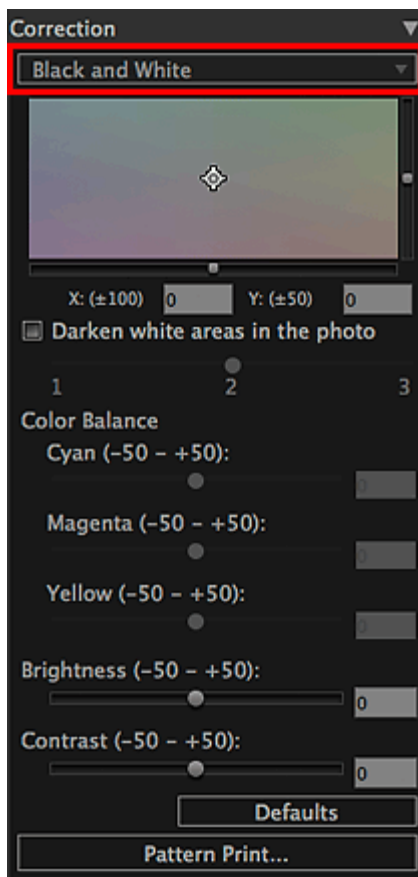 Correction
Black and White
X: (±100) 0 Y: (±50) 0
Darken white areas in the photo
1 2 3
Color Balance
Cyan (-50 - +50):
0
Magenta (-50 - +50):
0
Yellow (-50 - +50):
0
Brightness (-50 - +50):
0
Contrast (-50 - +50):
0
Defaults
Pattern Print...